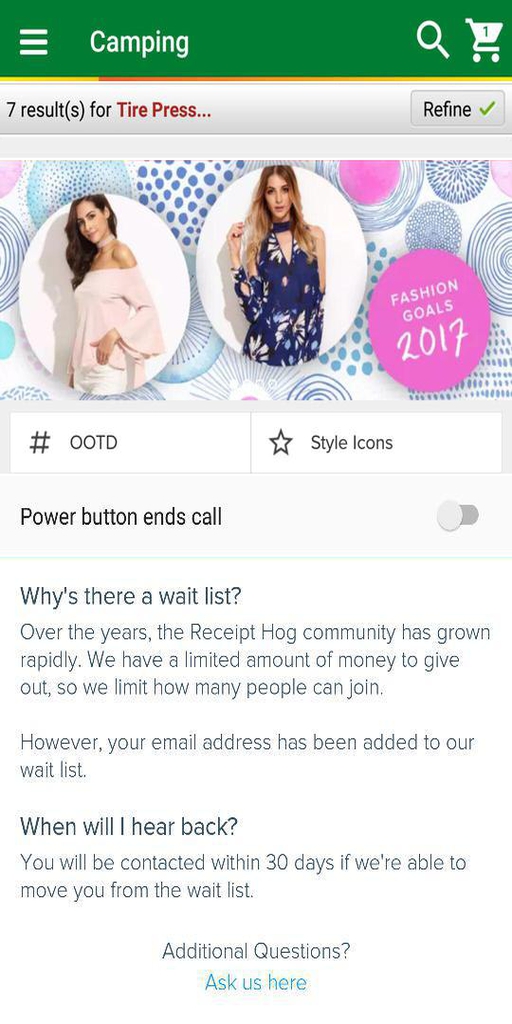 Camping
1
7 result(s) for Tire Press...
Refine
FASHION
GOALS
2017
# OOTD
Style Icons
Power button ends call
Why's there a wait list?
Over the years, the Receipt Hog community has grown
rapidly. We have a limited amount of money to give
out, so we limit how many people can join.
However, your email address has been added to our
wait list.
When will I hear back?
You will be contacted within 30 days if we're able to
move you from the wait list.
Additional Questions?
Ask us here